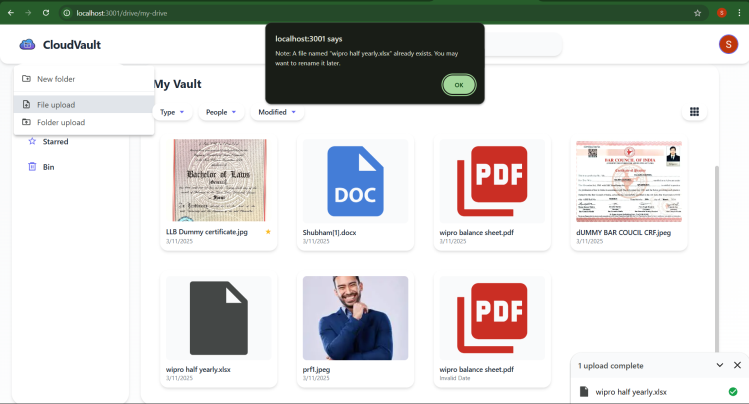 localhost:3001/drive/my-drive
S
CloudVault
localhost:3001 says
Note: A file named "wipro half yearly.xlsx" already exists. You may
want to rename it later.
OK
S
New folder
File upload
Folder upload
Starred
Bin
My Vault
Type
People
Modified
Bachelor of Laws
DOC
PDF
BAR COUNCIL OF INDIA
LLB Dummy certificate.jpg
3/11/2025
Shubham[1].docx
3/11/2025
wipro balance sheet.pdf
3/11/2025
dUMMY BAR COUCIL CRF.jpeg
3/11/2025
PDF
wipro half yearly.xlsx
3/11/2025
prf1.jpeg
3/11/2025
wipro balance sheet.pdf
Invalid Date
1 upload complete
wipro half yearly.xlsx